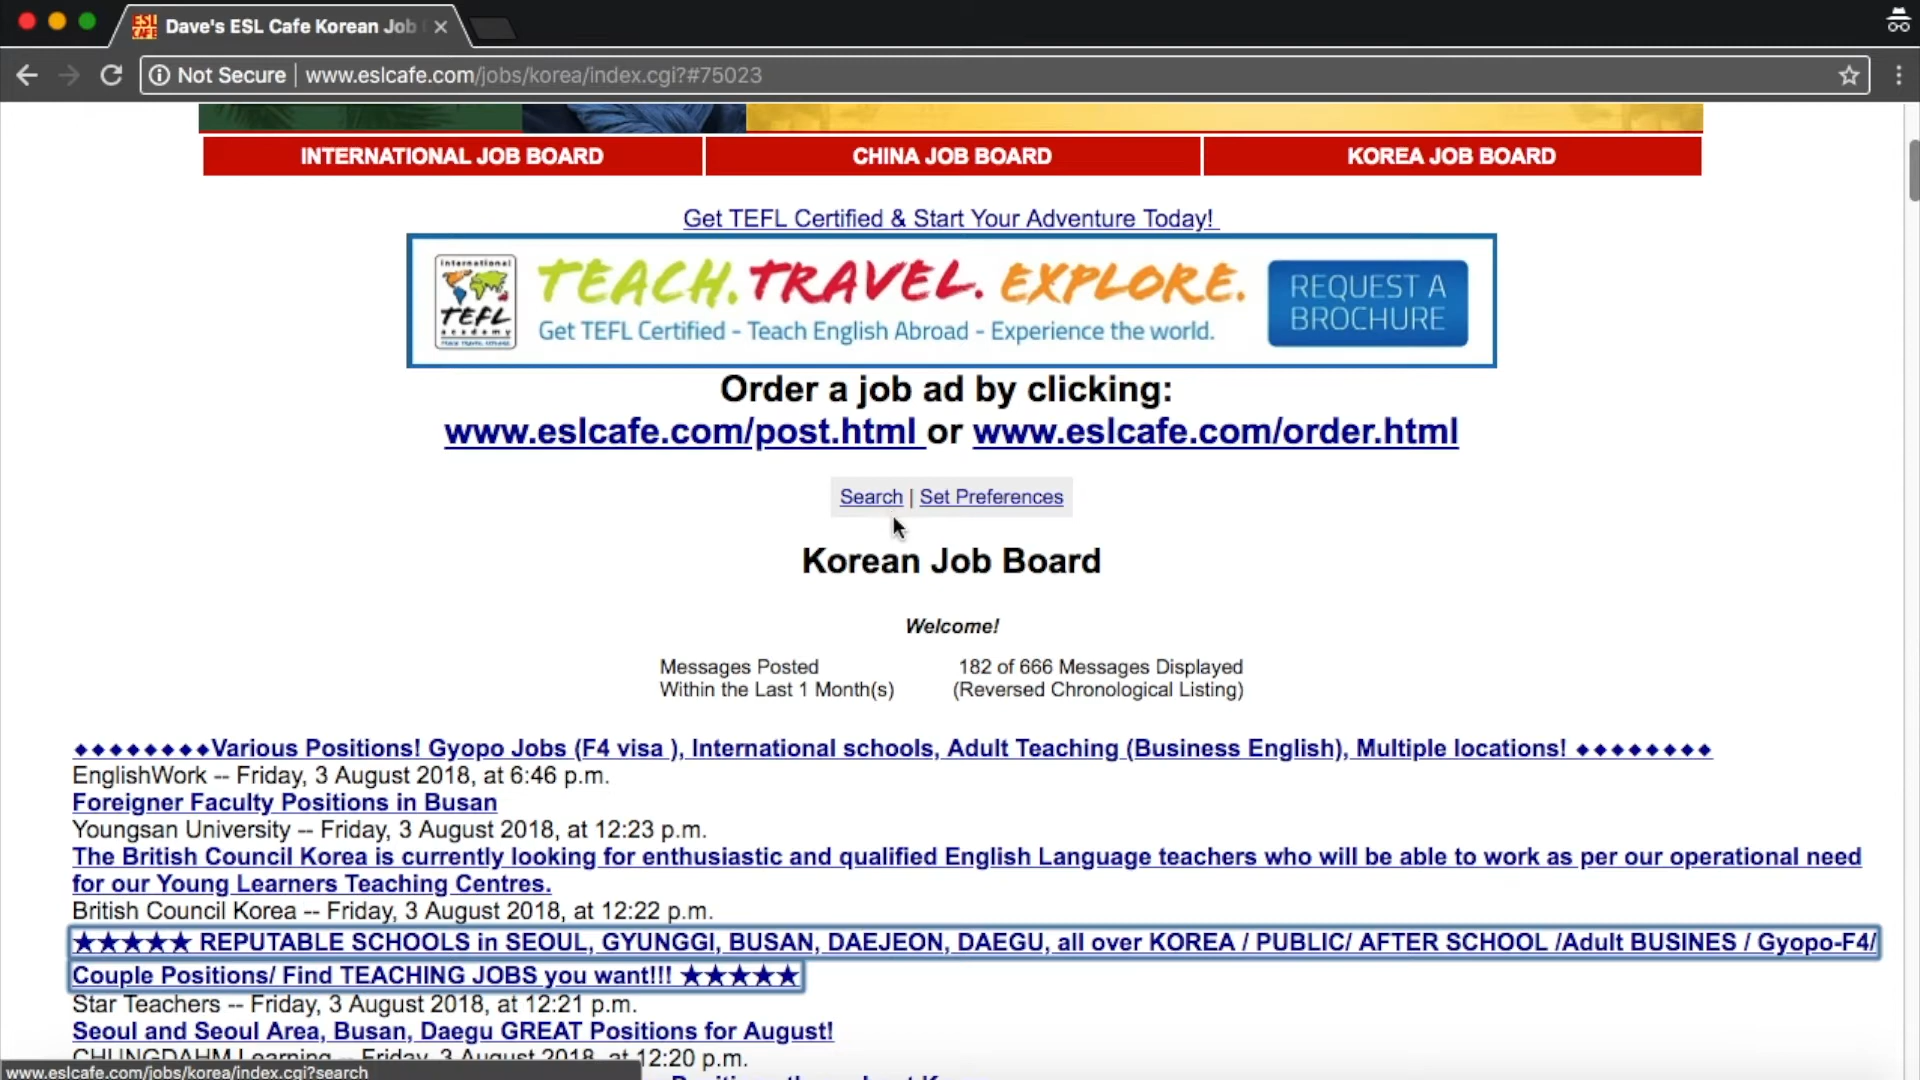 Dave's ESL Cafe Korean Job
Not Secure | www.eslcafe.com/jobs/korea/index.cgi?#75023
INTERNATIONAL JOB BOARD
CHINA JOB BOARD
KOREA JOB BOARD
Get TEFL Certified & Start Your Adventure Today!
international
TEFL
academy
TEACH. TRAVEL. EXPLORE.
Get TEFL Certified - Teach English Abroad - Experience the world.
REQUEST A
BROCHURE
Order a job ad by clicking:
www.eslcafe.com/post.html or www.eslcafe.com/order.html
Search | Set Preferences
Korean Job Board
Welcome!
Messages Posted
Within the Last 1 Month(s)
182 of 666 Messages Displayed
(Reversed Chronological Listing)
◆◆◆◆◆◆◆◆Various Positions! Gyopo Jobs (F4 visa ), International schools, Adult Teaching (Business English), Multiple locations! ◆◆◆◆◆◆◆◆
EnglishWork -- Friday, 3 August 2018, at 6:46 p.m.
Foreigner Faculty Positions in Busan
Youngsan University -- Friday, 3 August 2018, at 12:23 p.m.
The British Council Korea is currently looking for enthusiastic and qualified English Language teachers who will be able to work as per our operational need
for our Young Learners Teaching Centres.
British Council Korea -- Friday, 3 August 2018, at 12:22 p.m.
★★★★★ REPUTABLE SCHOOLS in SEOUL, GYUNGGI, BUSAN, DAEJEON, DAEGU, all over KOREA / PUBLIC/ AFTER SCHOOL /Adult BUSINES / Gyopo-F4/
Couple Positions/ Find TEACHING JOBS you want!!! ★★★★★
Star Teachers -- Friday, 3 August 2018, at 12:21 p.m.
Seoul and Seoul Area, Busan, Daegu GREAT Positions for August!
CHUNGDAHM Learning -- Friday, 3 August 2018, at 12:20 p.m.
www.eslcafe.com/jobs/korea/index.cgi?search